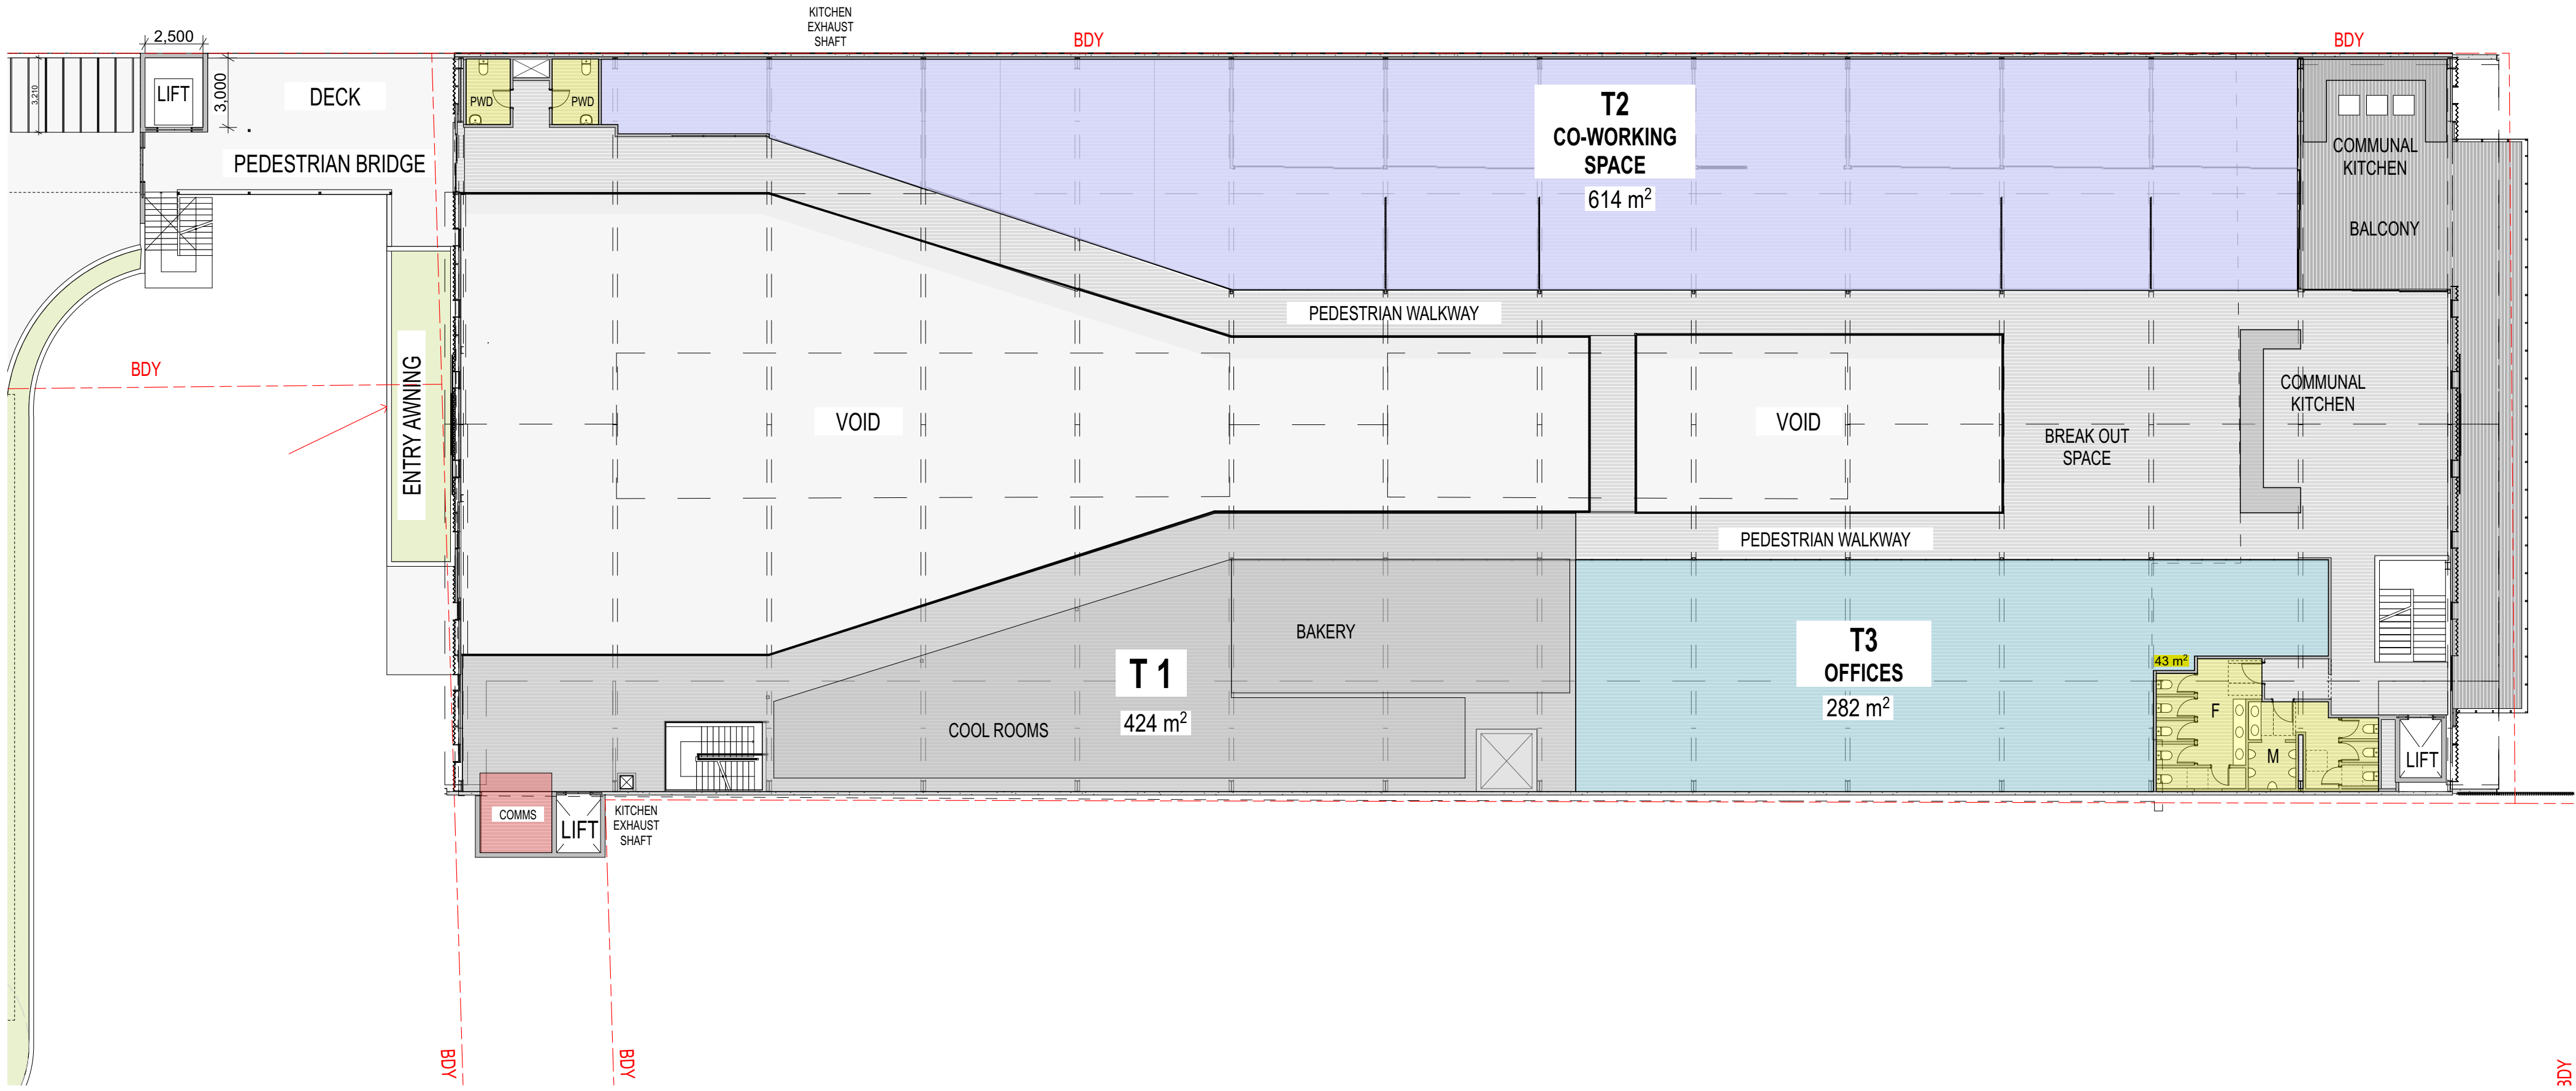 KITCHEN
EXHAUST
SHAFT
BDY
BDY
2,500
3,210
LIFT
3,000
DECK
PEDESTRIAN BRIDGE
PWD
PWD
T2
CO-WORKING
SPACE
614 m²
COMMUNAL
KITCHEN
BALCONY
PEDESTRIAN WALKWAY
BDY
ENTRY AWNING
VOID
VOID
BREAK OUT
SPACE
COMMUNAL
KITCHEN
PEDESTRIAN WALKWAY
BAKERY
T 1
424 m²
COOL ROOMS
T3
OFFICES
282 m²
43 m²
F
M
LIFT
COMMS
LIFT
KITCHEN
EXHAUST
SHAFT
BDY
BDY
BDY